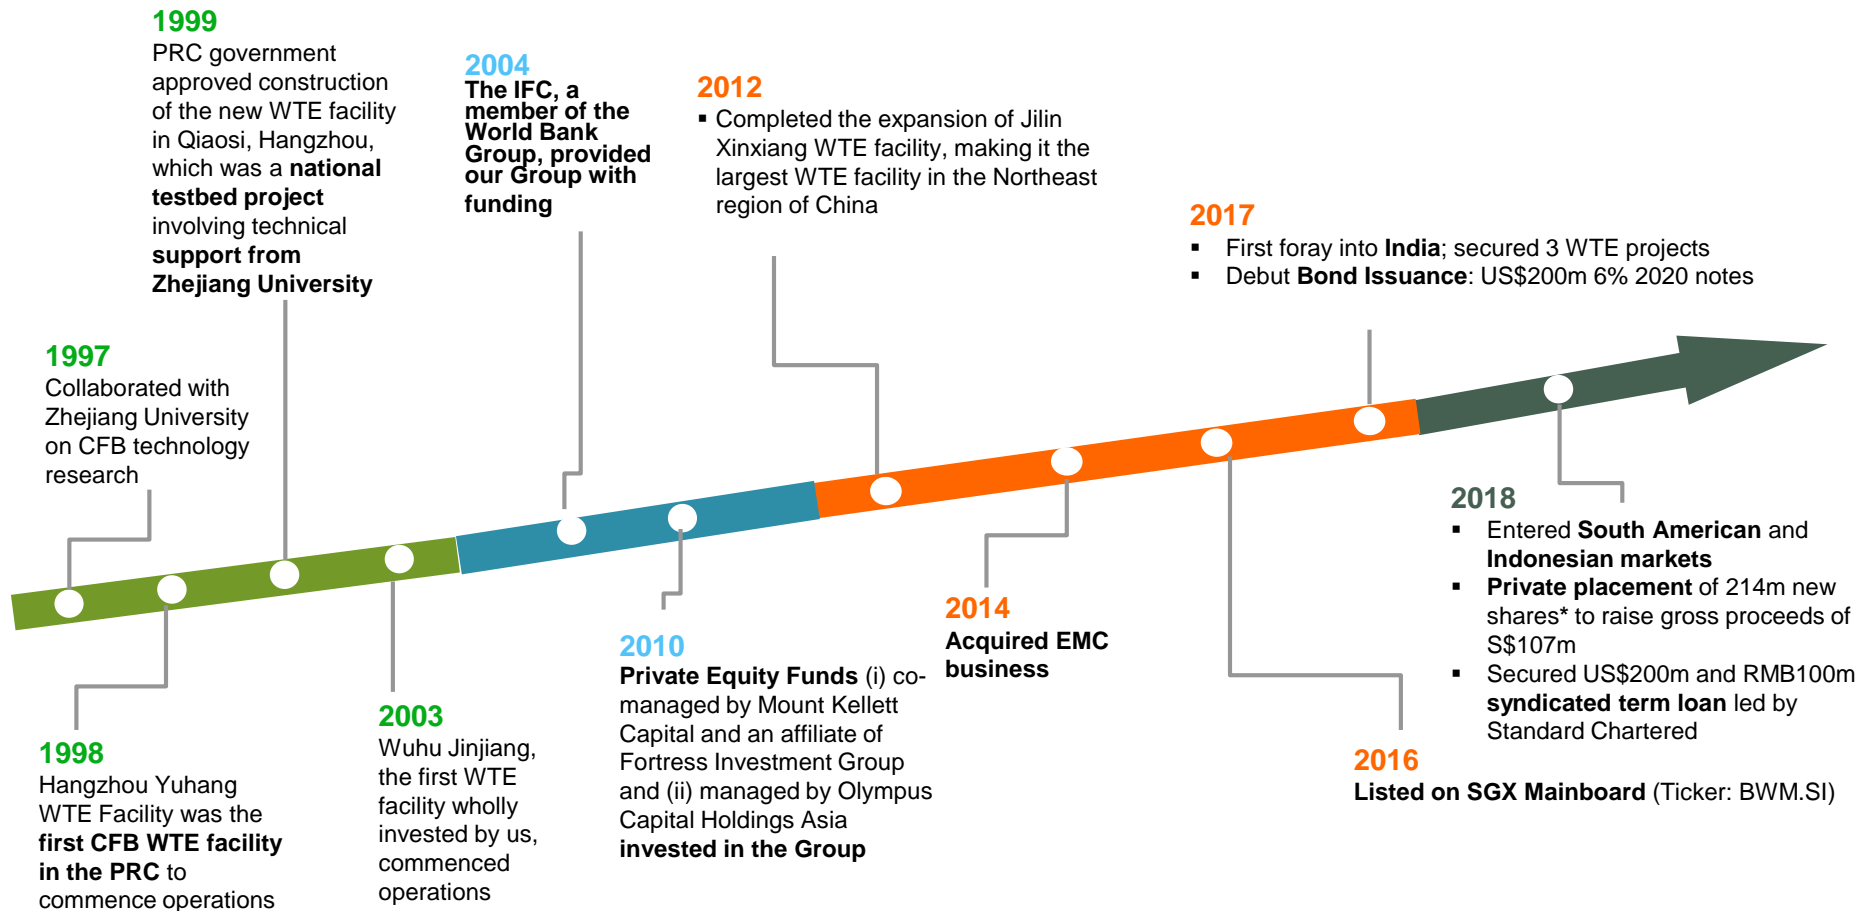 1999
PRC government
approved construction
of the new WTE facility
in Qiaosi, Hangzhou,
which was a national
testbed project
involving technical
support from
Zhejiang University
2004
The IFC, a
member of the
World Bank
Group, provided
our Group with
funding
2012
▪ Completed the expansion of Jilin
Xinxiang WTE facility, making it the
largest WTE facility in the Northeast
region of China
2017
▪ First foray into India; secured 3 WTE projects
▪ Debut Bond Issuance: US$200m 6% 2020 notes
1997
Collaborated with
Zhejiang University
on CFB technology
research
1998
Hangzhou Yuhang
WTE Facility was the
first CFB WTE facility
in the PRC to
commence operations
2003
Wuhu Jinjiang,
the first WTE
facility wholly
invested by us,
commenced
operations
2010
Private Equity Funds (i) co-
managed by Mount Kellett
Capital and an affiliate of
Fortress Investment Group
and (ii) managed by Olympus
Capital Holdings Asia
invested in the Group
2014
Acquired EMC
business
2018
▪ Entered South American and
Indonesian markets
▪ Private placement of 214m new
shares* to raise gross proceeds of
S$107m
▪ Secured US$200m and RMB100m
syndicated term loan led by
Standard Chartered
2016
Listed on SGX Mainboard (Ticker: BWM.SI)